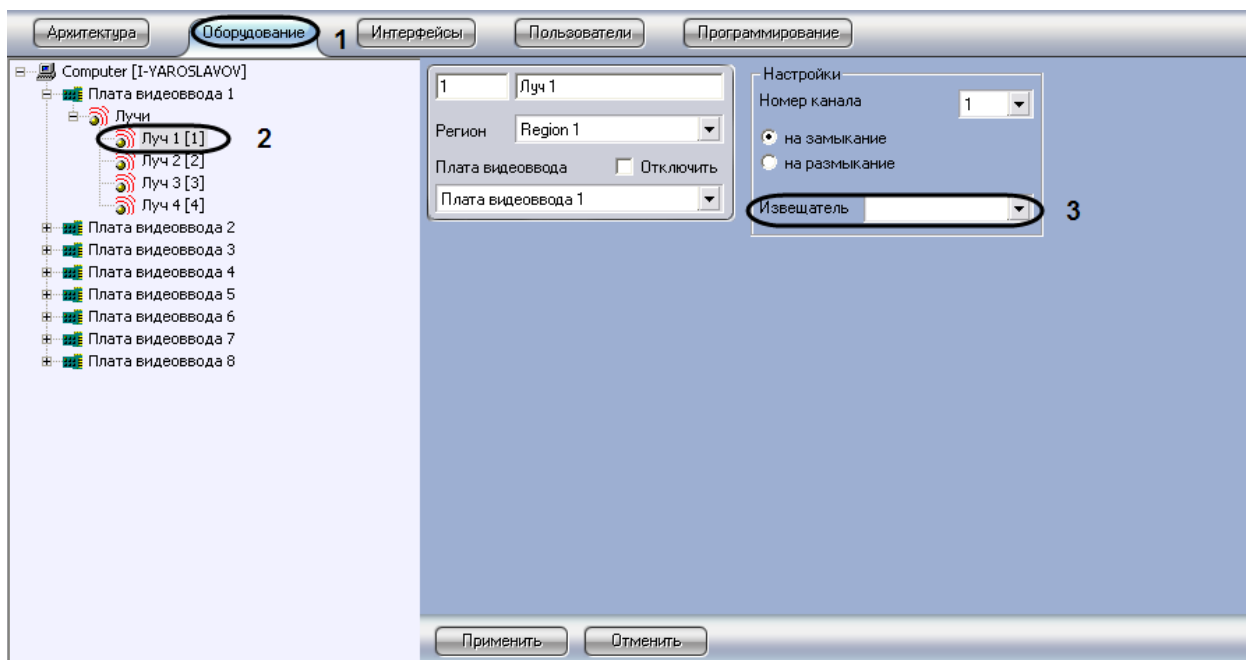 Архитектура Оборудование 1 Интерфейсы Пользователи Программирование
Computer [I-YAROSLAVOV]
Плата видеоввода 1
Лучи
Луч 1 [1] 2
Луч 2 [2]
Луч 3 [3]
Луч 4 [4]
Плата видеоввода 2
Плата видеоввода 3
Плата видеоввода 4
Плата видеоввода 5
Плата видеоввода 6
Плата видеоввода 7
Плата видеоввода 8
1 Луч 1
Регион Region 1
Плата видеоввода Отключить
Плата видеоввода 1
Настройки
Номер канала 1
на замыкание
на размыкание
Извещатель 3
Применить Отменить